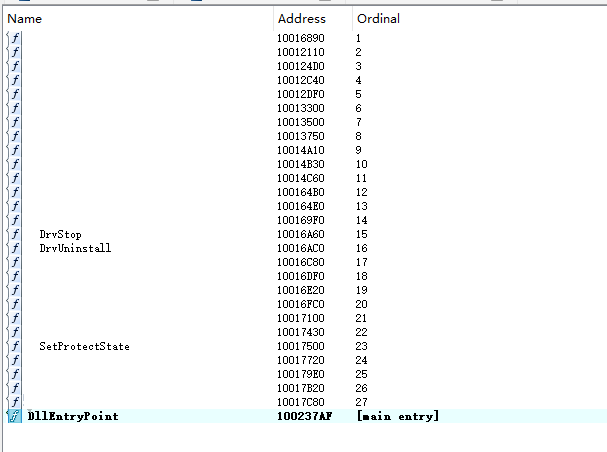 Name Address Ordinal
f 10016890 1
f 10012110 2
f 100124D0 3
f 10012C40 4
f 10012DF0 5
f 10013300 6
f 10013500 7
f 10013750 8
f 10014A10 9
f 10014B30 10
f 10014C60 11
f 100164B0 12
f 100164E0 13
f 100169F0 14
f DrvStop 10016A60 15
f DrvUninstall 10016AC0 16
f 10016C80 17
f 10016DF0 18
f 10016E20 19
f 10016FC0 20
f 10017100 21
f 10017430 22
f SetProtectState 10017500 23
f 10017720 24
f 100179E0 25
f 10017B20 26
f 10017C80 27
f DllEntryPoint 100237AF [main entry]